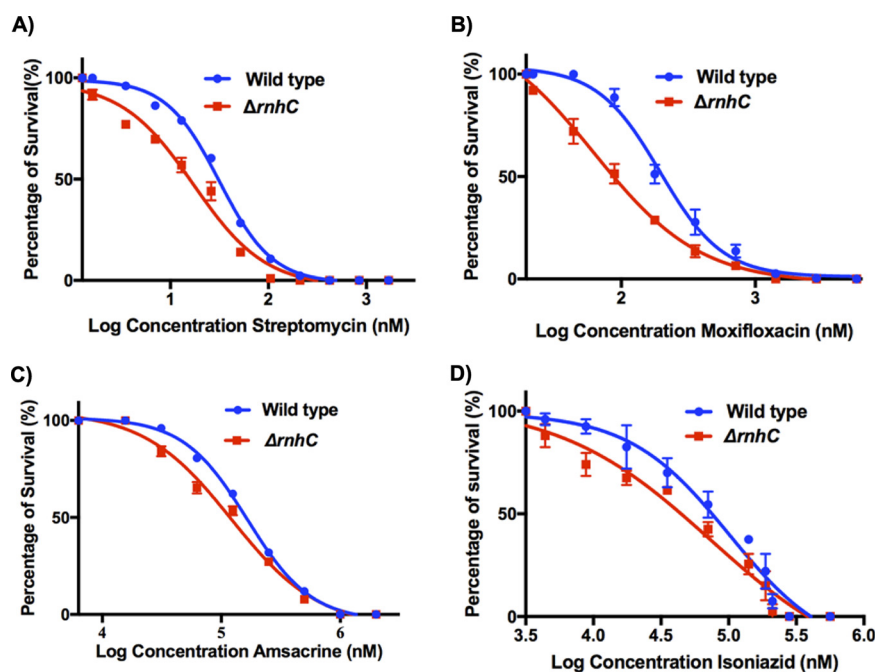 A)
100
50
0
Percentage of Survival(%)
Wild type
ΔrnhC
1
2
3
Log Concentration Streptomycin (nM)
B)
100
50
0
Percentage of Survival (%)
Wild type
ΔrnhC
2
3
Log Concentration Moxifloxacin (nM)
C)
100
50
0
Percentage of Survival (%)
Wild type
ΔrnhC
4
5
6
Log Concentration Amsacrine (nM)
D)
100
50
0
Percentage of Survival (%)
Wild type
ΔrnhC
3.5
4.0
4.5
5.0
5.5
6.0
Log Concentration Isoniazid (nM)